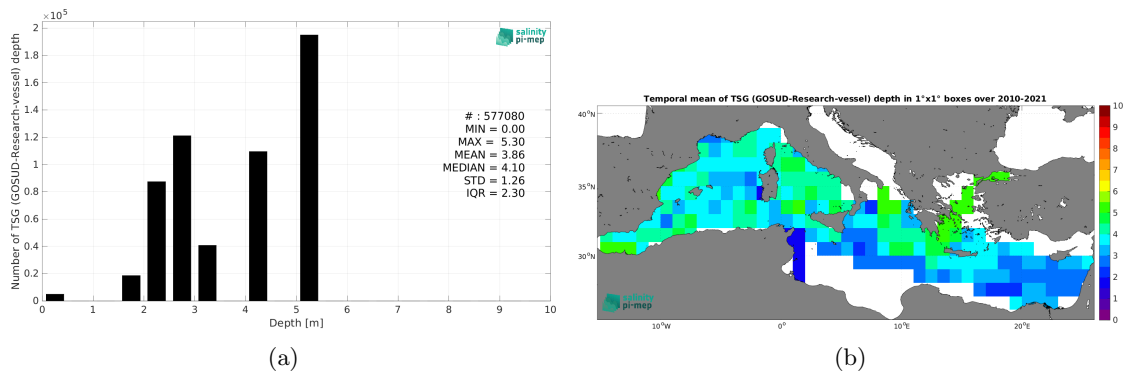 ×10⁵
salinity
pi-mep
Number of TSG (GOSUD-Research-vessel) depth
2
1.8
1.6
1.4
1.2
1
0.8
0.6
0.4
0.2
0
# : 577080
MIN = 0.00
MAX = 5.30
MEAN = 3.86
MEDIAN = 4.10
STD = 1.26
IQR = 2.30
0 1 2 3 4 5 6 7 8 9 10
Depth [m]
(a)
Temporal mean of TSG (GOSUD-Research-vessel) depth in 1°x1° boxes over 2010-2021
40°N
35°N
30°N
salinity
pi-mep
10°W 0° 10°E 20°E
10
9
8
7
6
5
4
3
2
1
0
(b)